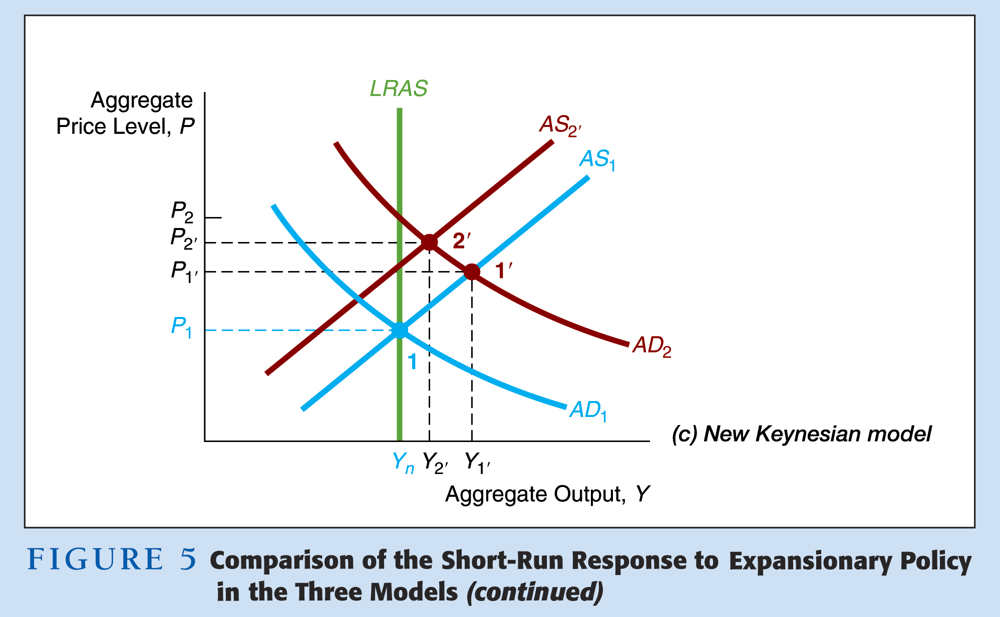 LRAS
Aggregate
Price Level, P
AS2′
AS1
P2
P2′
2′
P1′
1′
P1
AD2
1
AD1
(c) New Keynesian model
Yn Y2′ Y1′
Aggregate Output, Y
FIGURE 5 Comparison of the Short-Run Response to Expansionary Policy
in the Three Models (continued)